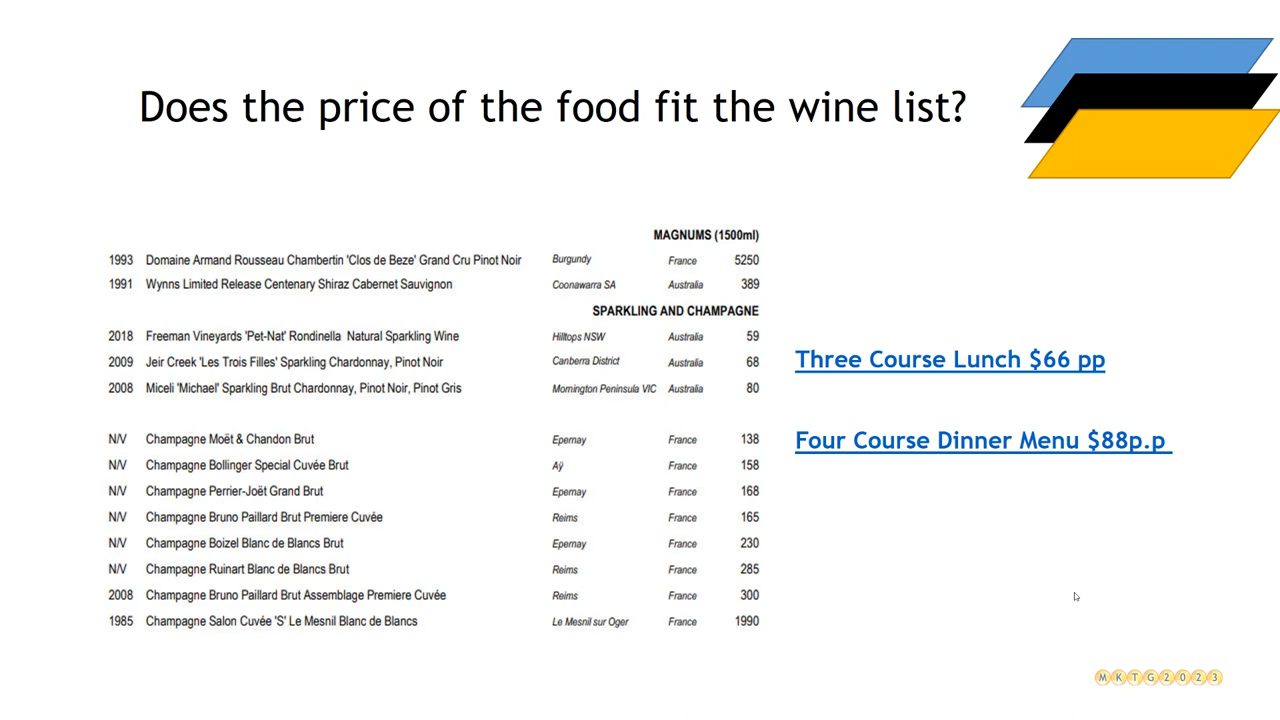 Does the price of the food fit the wine list?
MAGNUMS (1500ml)
1993 Domaine Armand Rousseau Chambertin 'Clos de Beze' Grand Cru Pinot Noir Burgundy France 5250
1991 Wynns Limited Release Centenary Shiraz Cabernet Sauvignon Coonawarra SA Australia 389
SPARKLING AND CHAMPAGNE
2018 Freeman Vineyards 'Pet-Nat' Rondinella Natural Sparkling Wine Hilltops NSW Australia 59
2009 Jeir Creek 'Les Trois Filles' Sparkling Chardonnay, Pinot Noir Canberra District Australia 68
2008 Miceli 'Michael' Sparkling Brut Chardonnay, Pinot Noir, Pinot Gris Mornington Peninsula VIC Australia 80
N/V Champagne Moët & Chandon Brut Epernay France 138
N/V Champagne Bollinger Special Cuvée Brut Aÿ France 158
N/V Champagne Perrier-Joët Grand Brut Epernay France 168
N/V Champagne Bruno Paillard Brut Premiere Cuvée Reims France 165
N/V Champagne Boizel Blanc de Blancs Brut Epernay France 230
N/V Champagne Ruinart Blanc de Blancs Brut Reims France 285
2008 Champagne Bruno Paillard Brut Assemblage Premiere Cuvée Reims France 300
1985 Champagne Salon Cuvée 'S' Le Mesnil Blanc de Blancs Le Mesnil sur Oger France 1990
Three Course Lunch $66 pp
Four Course Dinner Menu $88p.p
MKTG2023